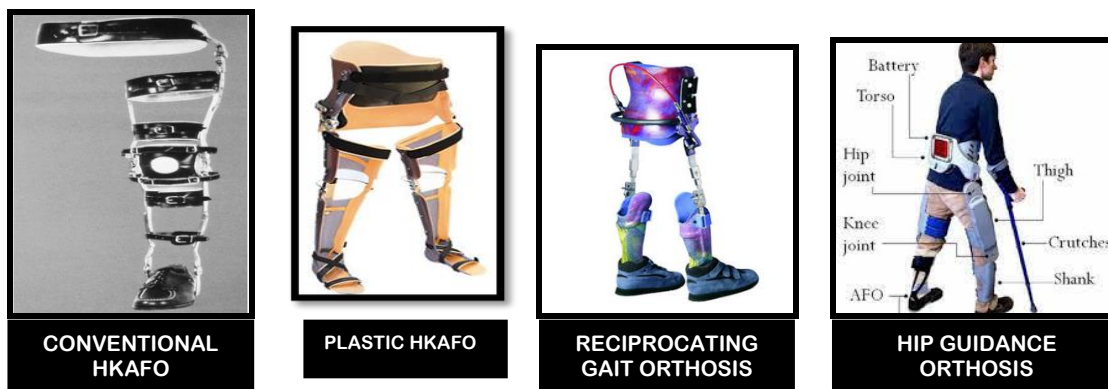 Battery
Torso
Hip
joint
Knee
joint
AFO
Thigh
Crutches
Shank
CONVENTIONAL
HKAFO
PLASTIC HKAFO
RECIPROCATING
GAIT ORTHOSIS
HIP GUIDANCE
ORTHOSIS